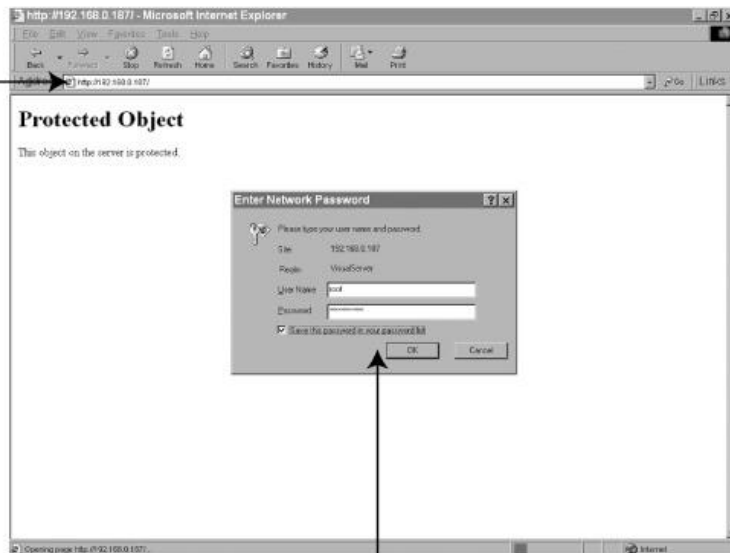 http://192.168.0.187/ - Microsoft Internet Explorer
File Edit View Favorites Tools Help
Back Forward Stop Refresh Home Search Favorites History Mail Print
http://192.168.0.187/ Go Links
Protected Object
This object on the server is protected.
Enter Network Password
Please type your user name and password.
Site: 192.168.0.187
Realm VisualServer
User Name root
Password
Save this password in your password list
OK Cancel
Opening page http://192.168.0.187/...
Internet